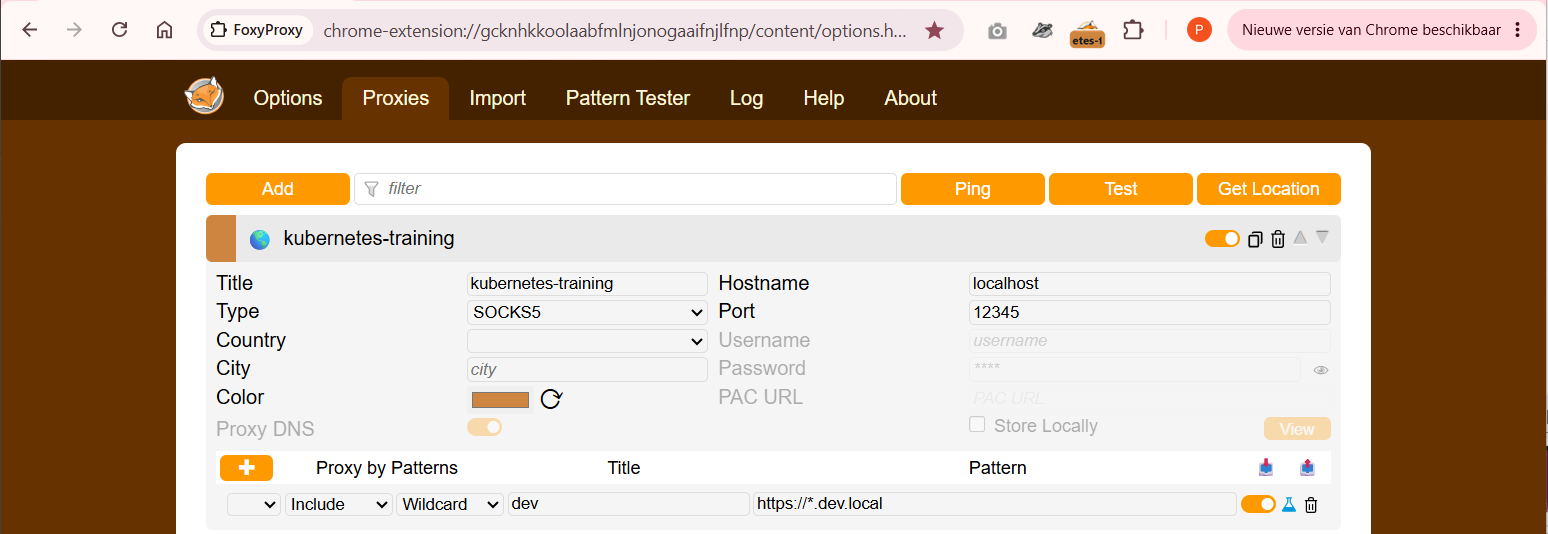 FoxyProxy chrome-extension://gcknhkkoolaabfmlnjonogaaifnjlfnp/content/options.h... etes-1 P Nieuwe versie van Chrome beschikbaar
Options Proxies Import Pattern Tester Log Help About
Add filter Ping Test Get Location
kubernetes-training
Title kubernetes-training Hostname localhost
Type SOCKS5 Port 12345
Country Username username
City city Password ****
Color PAC URL PAC URL
Proxy DNS Store Locally View
Proxy by Patterns Title Pattern
Include Wildcard dev https://*.dev.local